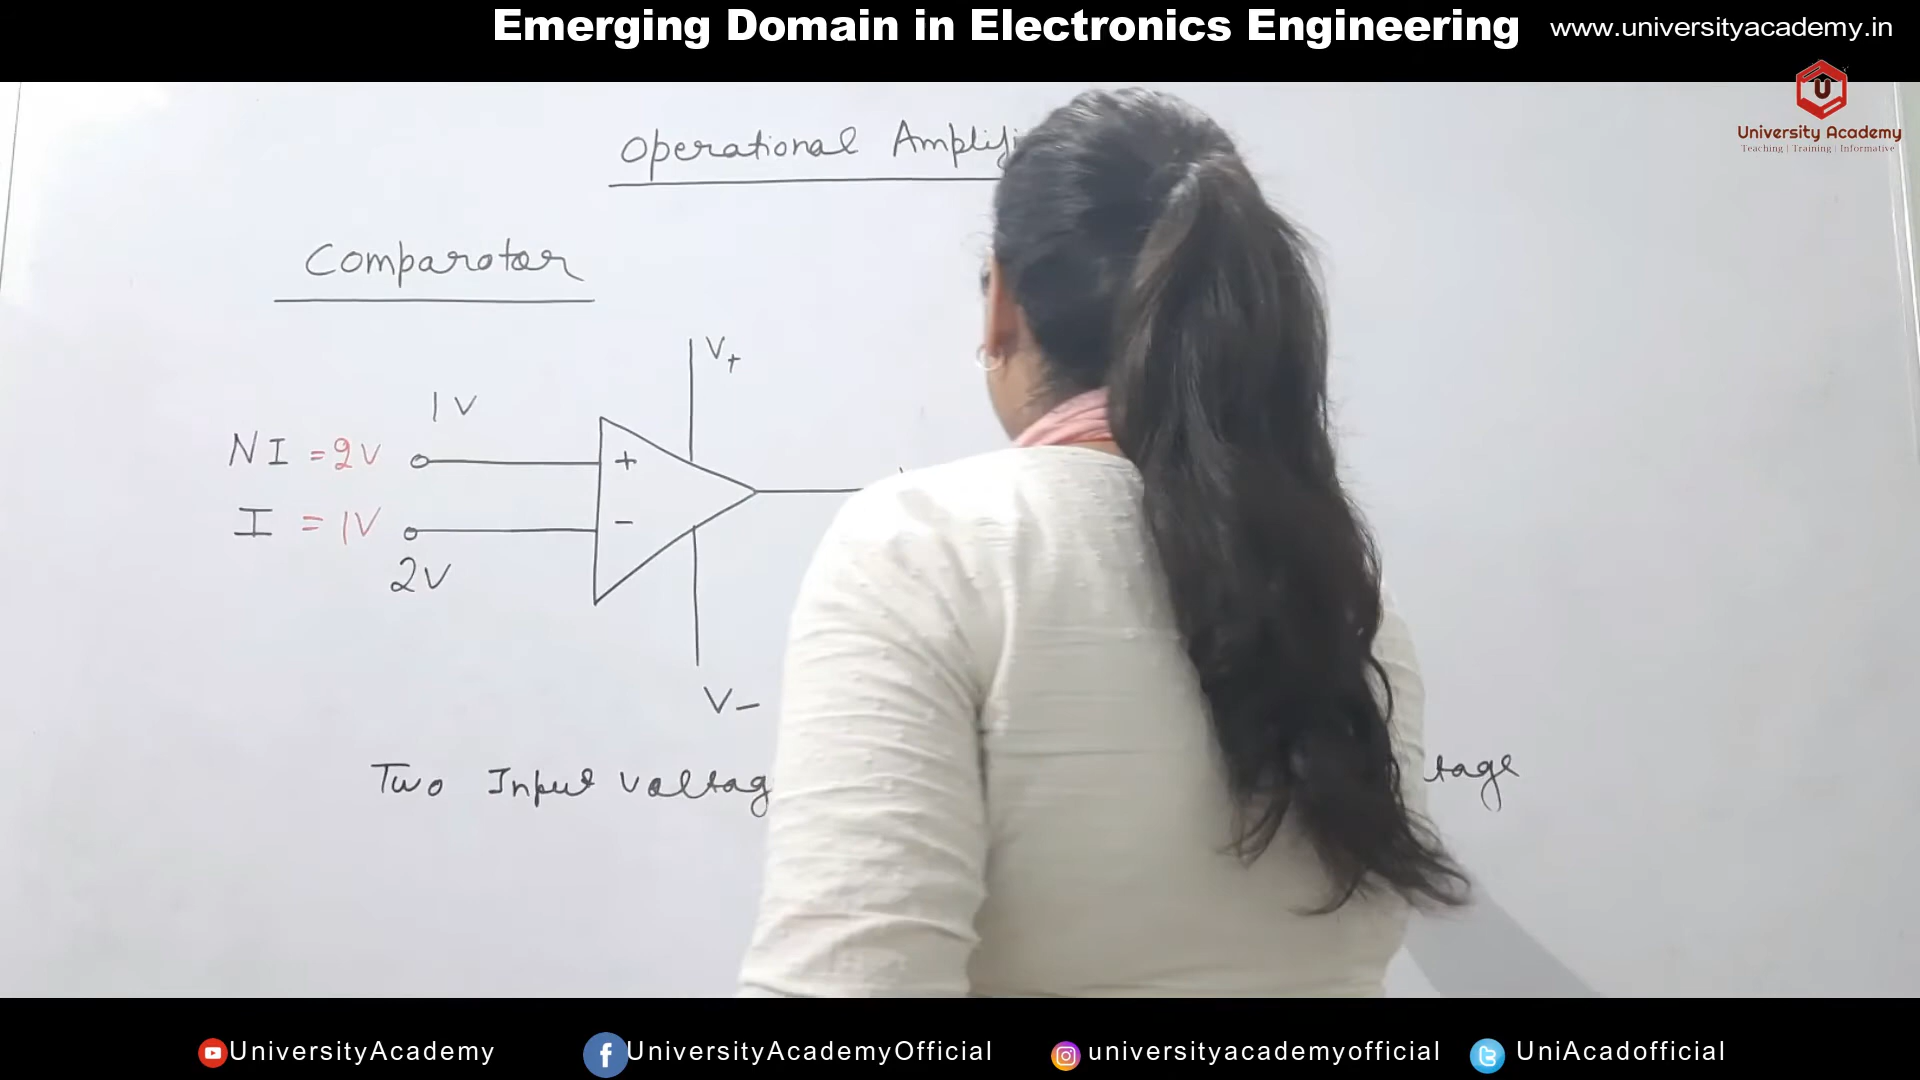 Emerging Domain in Electronics Engineering
www.universityacademy.in
U
University Academy
Teaching | Training | Informative
Operational
Comparator
V+
1V
NI = 2V
+
I = 1V
-
2V
V-
Two Input
UniversityAcademy
UniversityAcademyOfficial
universityacademyofficial
UniAcadofficial